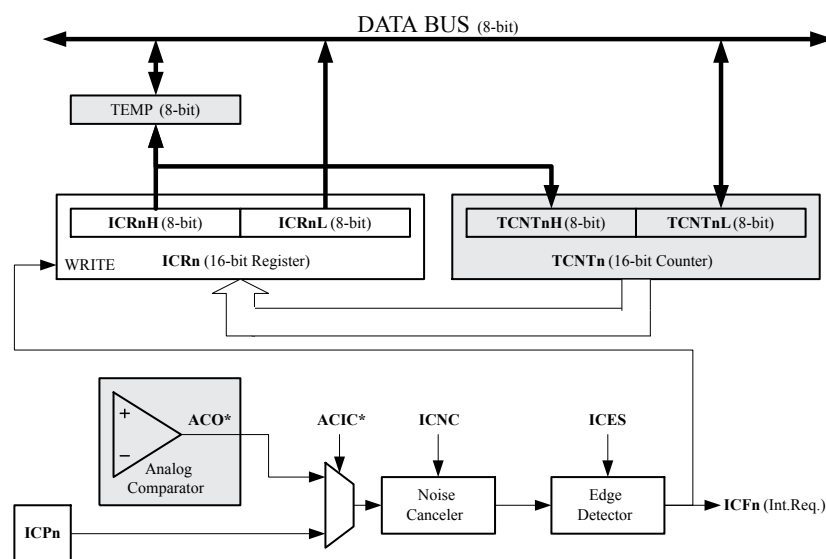 DATA BUS (8-bit)
TEMP (8-bit)
ICRnH (8-bit) ICRnL (8-bit)
WRITE ICRn (16-bit Register)
TCNTnH (8-bit) TCNTnL (8-bit)
TCNTn (16-bit Counter)
+
−
ACO*
Analog
Comparator
ACIC*
ICNC
ICES
Noise
Canceler
Edge
Detector
ICFn (Int.Req.)
ICPn